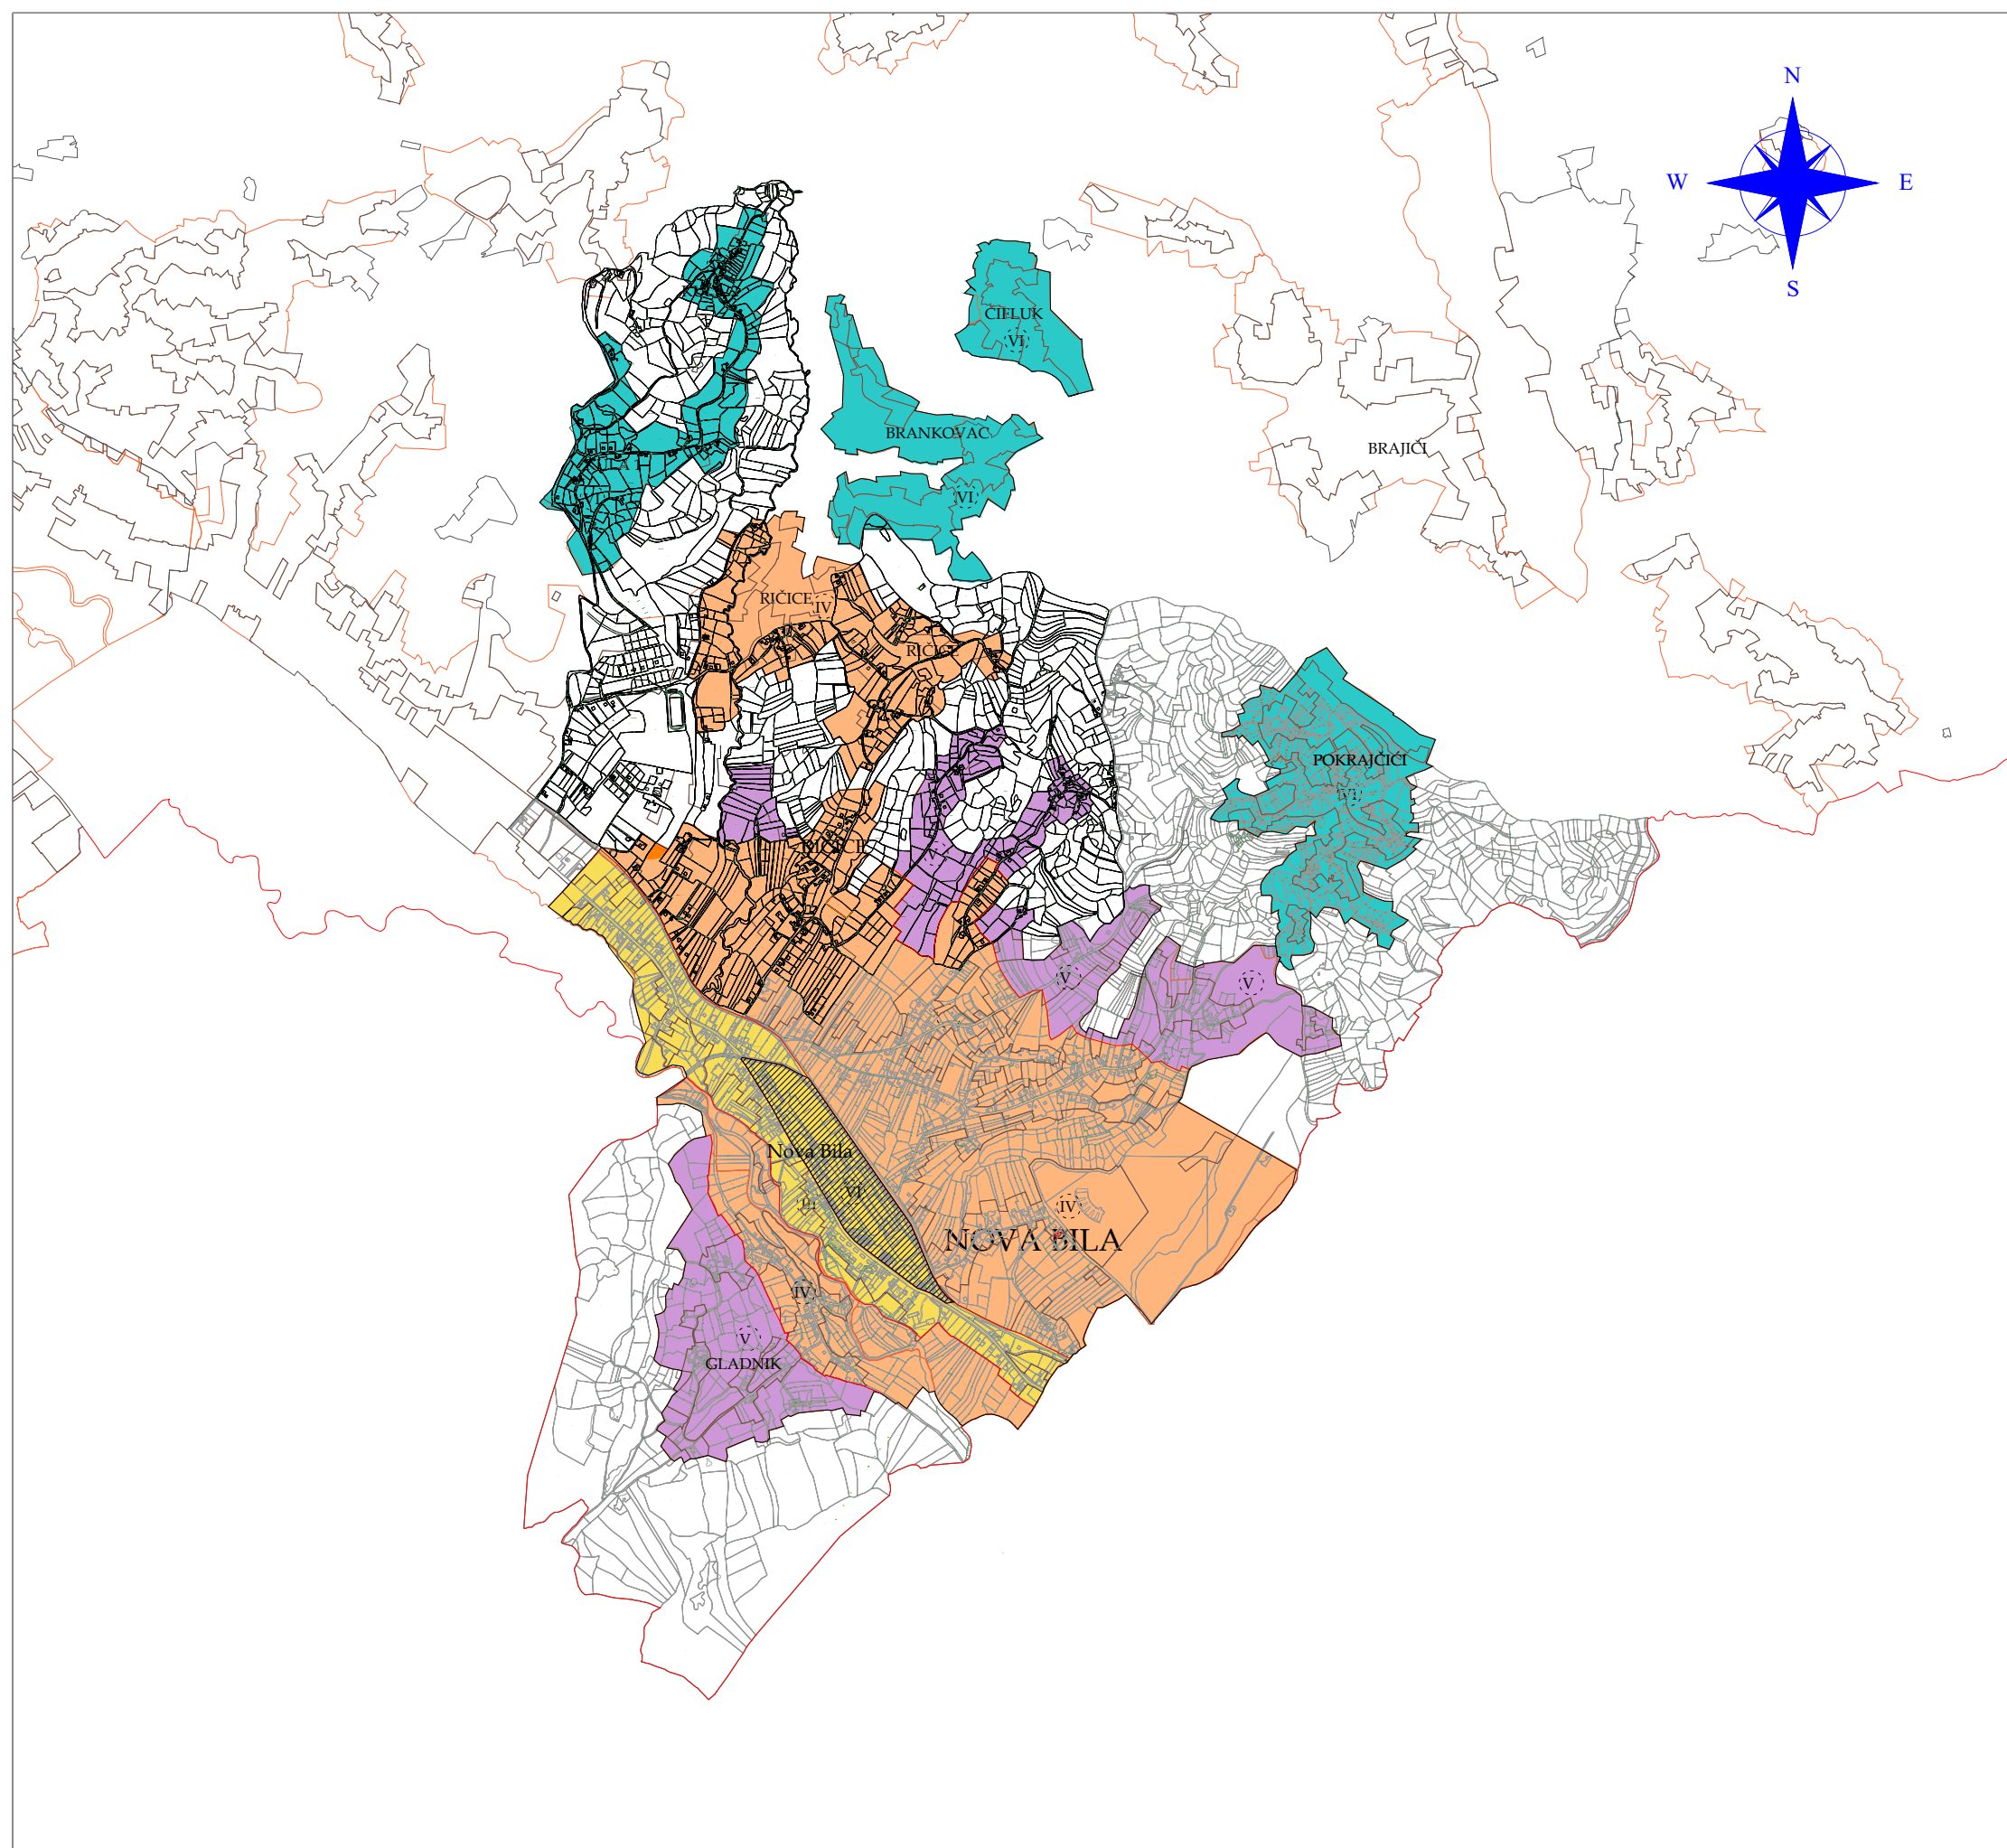 N
W
E
S
ČIFLUK
VI
BRANKOVAC
BRAJIĆI
VI
RIČICE
IV
RIČICE
POKRAJČIĆI
VI
RIČICE
V
V
Nova Bila
VI
III
IV
NOVA BILA
IV
V
GLADNIK